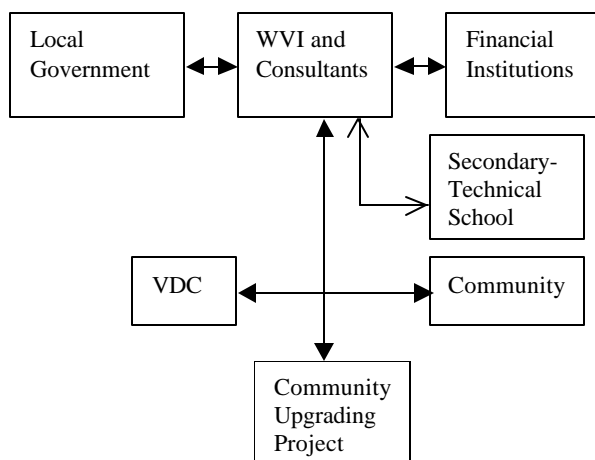 Local
Government
WVI and
Consultants
Financial
Institutions
Secondary-
Technical
School
VDC
Community
Community
Upgrading
Project